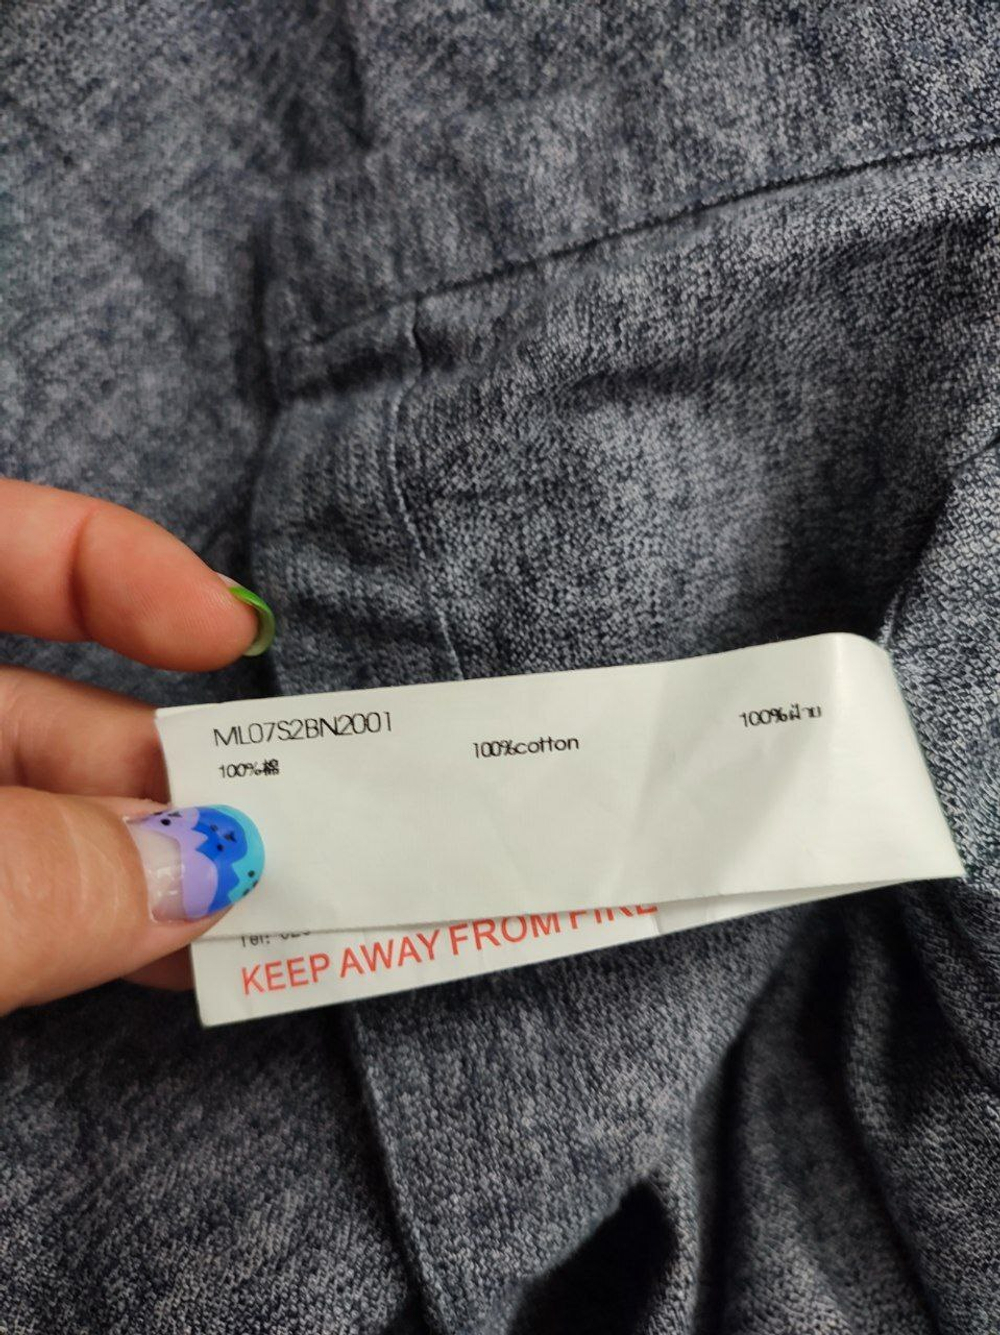 ML07S2BN2001
100%棉 100%cotton 100%ฝ้าย
KEEP AWAY FROM FIRE